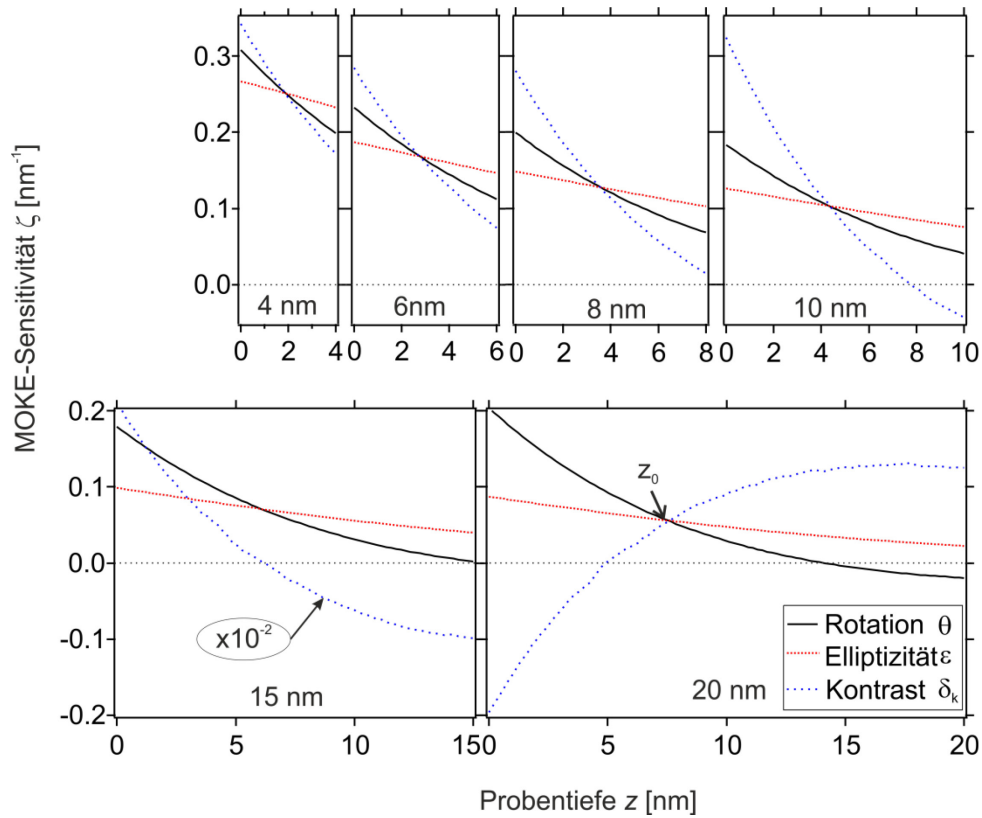 MOKE-Sensitivität ζ [nm⁻¹]
0.3
0.2
0.1
0.0
4 nm
6nm
8 nm
10 nm
0 2 4
0 2 4 6
0 2 4 6 8
0 2 4 6 8 10
0.2
0.1
0.0
-0.1
-0.2
x10⁻²
15 nm
z₀
Rotation θ
Elliptizität ε
Kontrast δₖ
20 nm
0 5 10 15
0 5 10 15 20
Probentiefe z [nm]